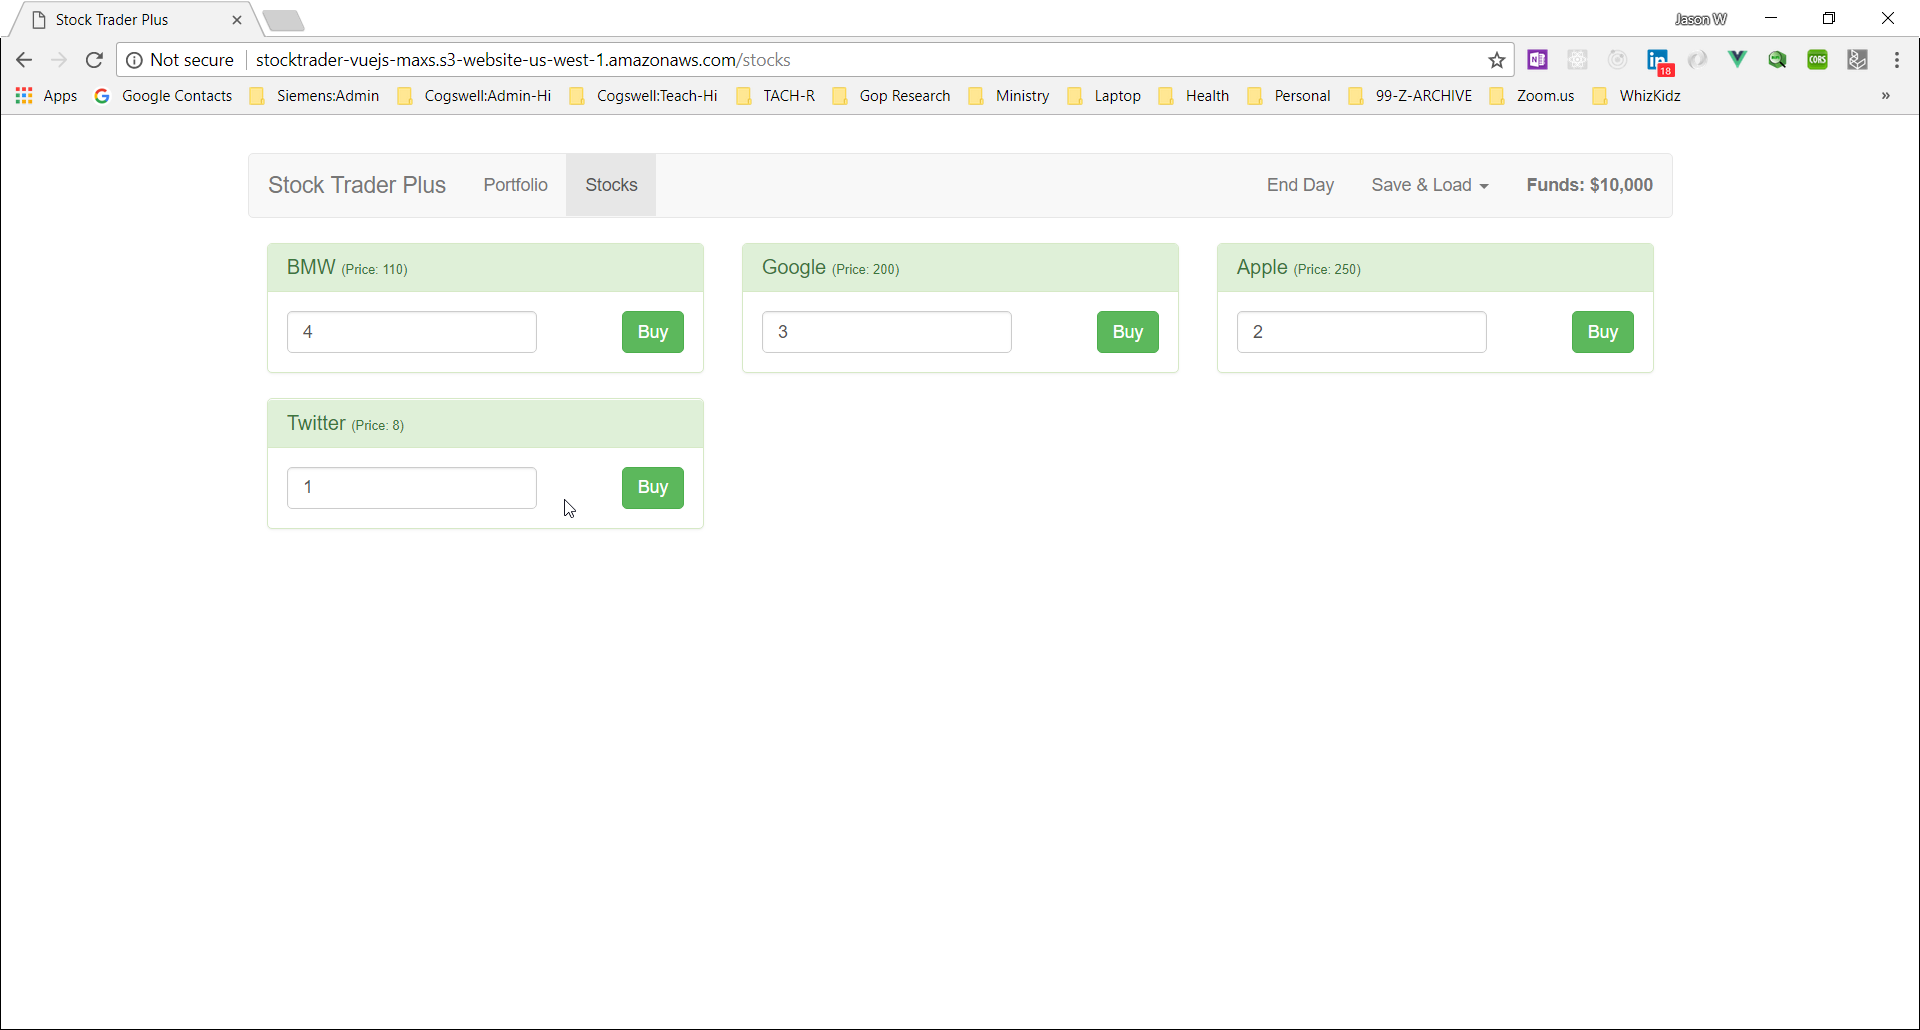 Stock Trader Plus
Jason W
Not secure stocktrader-vuejs-maxs.s3-website-us-west-1.amazonaws.com/stocks
18
CORS
Apps Google Contacts Siemens:Admin Cogswell:Admin-Hi Cogswell:Teach-Hi TACH-R Gop Research Ministry Laptop Health Personal 99-Z-ARCHIVE Zoom.us WhizKidz »
Stock Trader Plus Portfolio Stocks End Day Save & Load Funds: $10,000
BMW (Price: 110) Google (Price: 200) Apple (Price: 250)
4 Buy 3 Buy 2 Buy
Twitter (Price: 8)
1 Buy